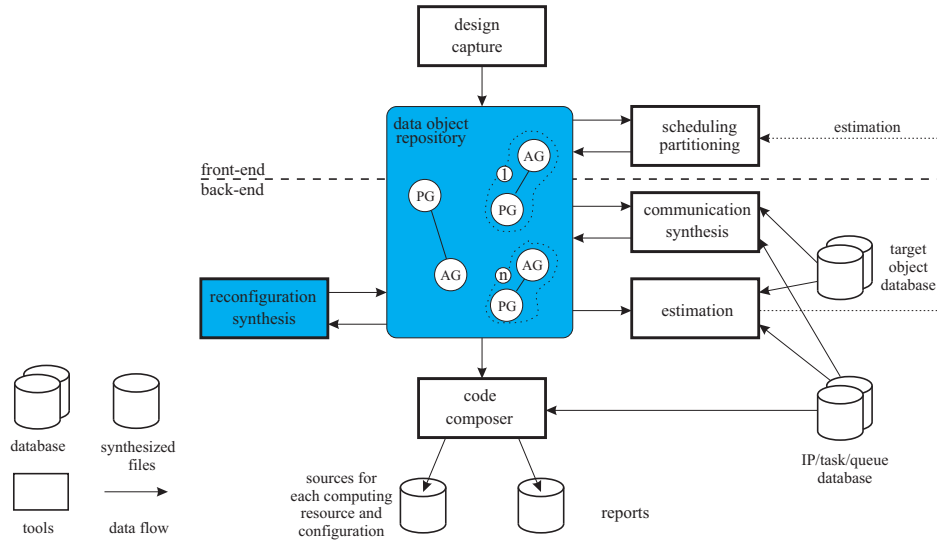 design
capture
data object
repository
AG
1
PG
PG
AG
n
AG
PG
scheduling
partitioning
estimation
front-end
back-end
communication
synthesis
target
object
database
reconfiguration
synthesis
estimation
code
composer
database
synthesized
files
tools
data flow
IP/task/queue
database
sources for
each computing
resource and
configuration
reports